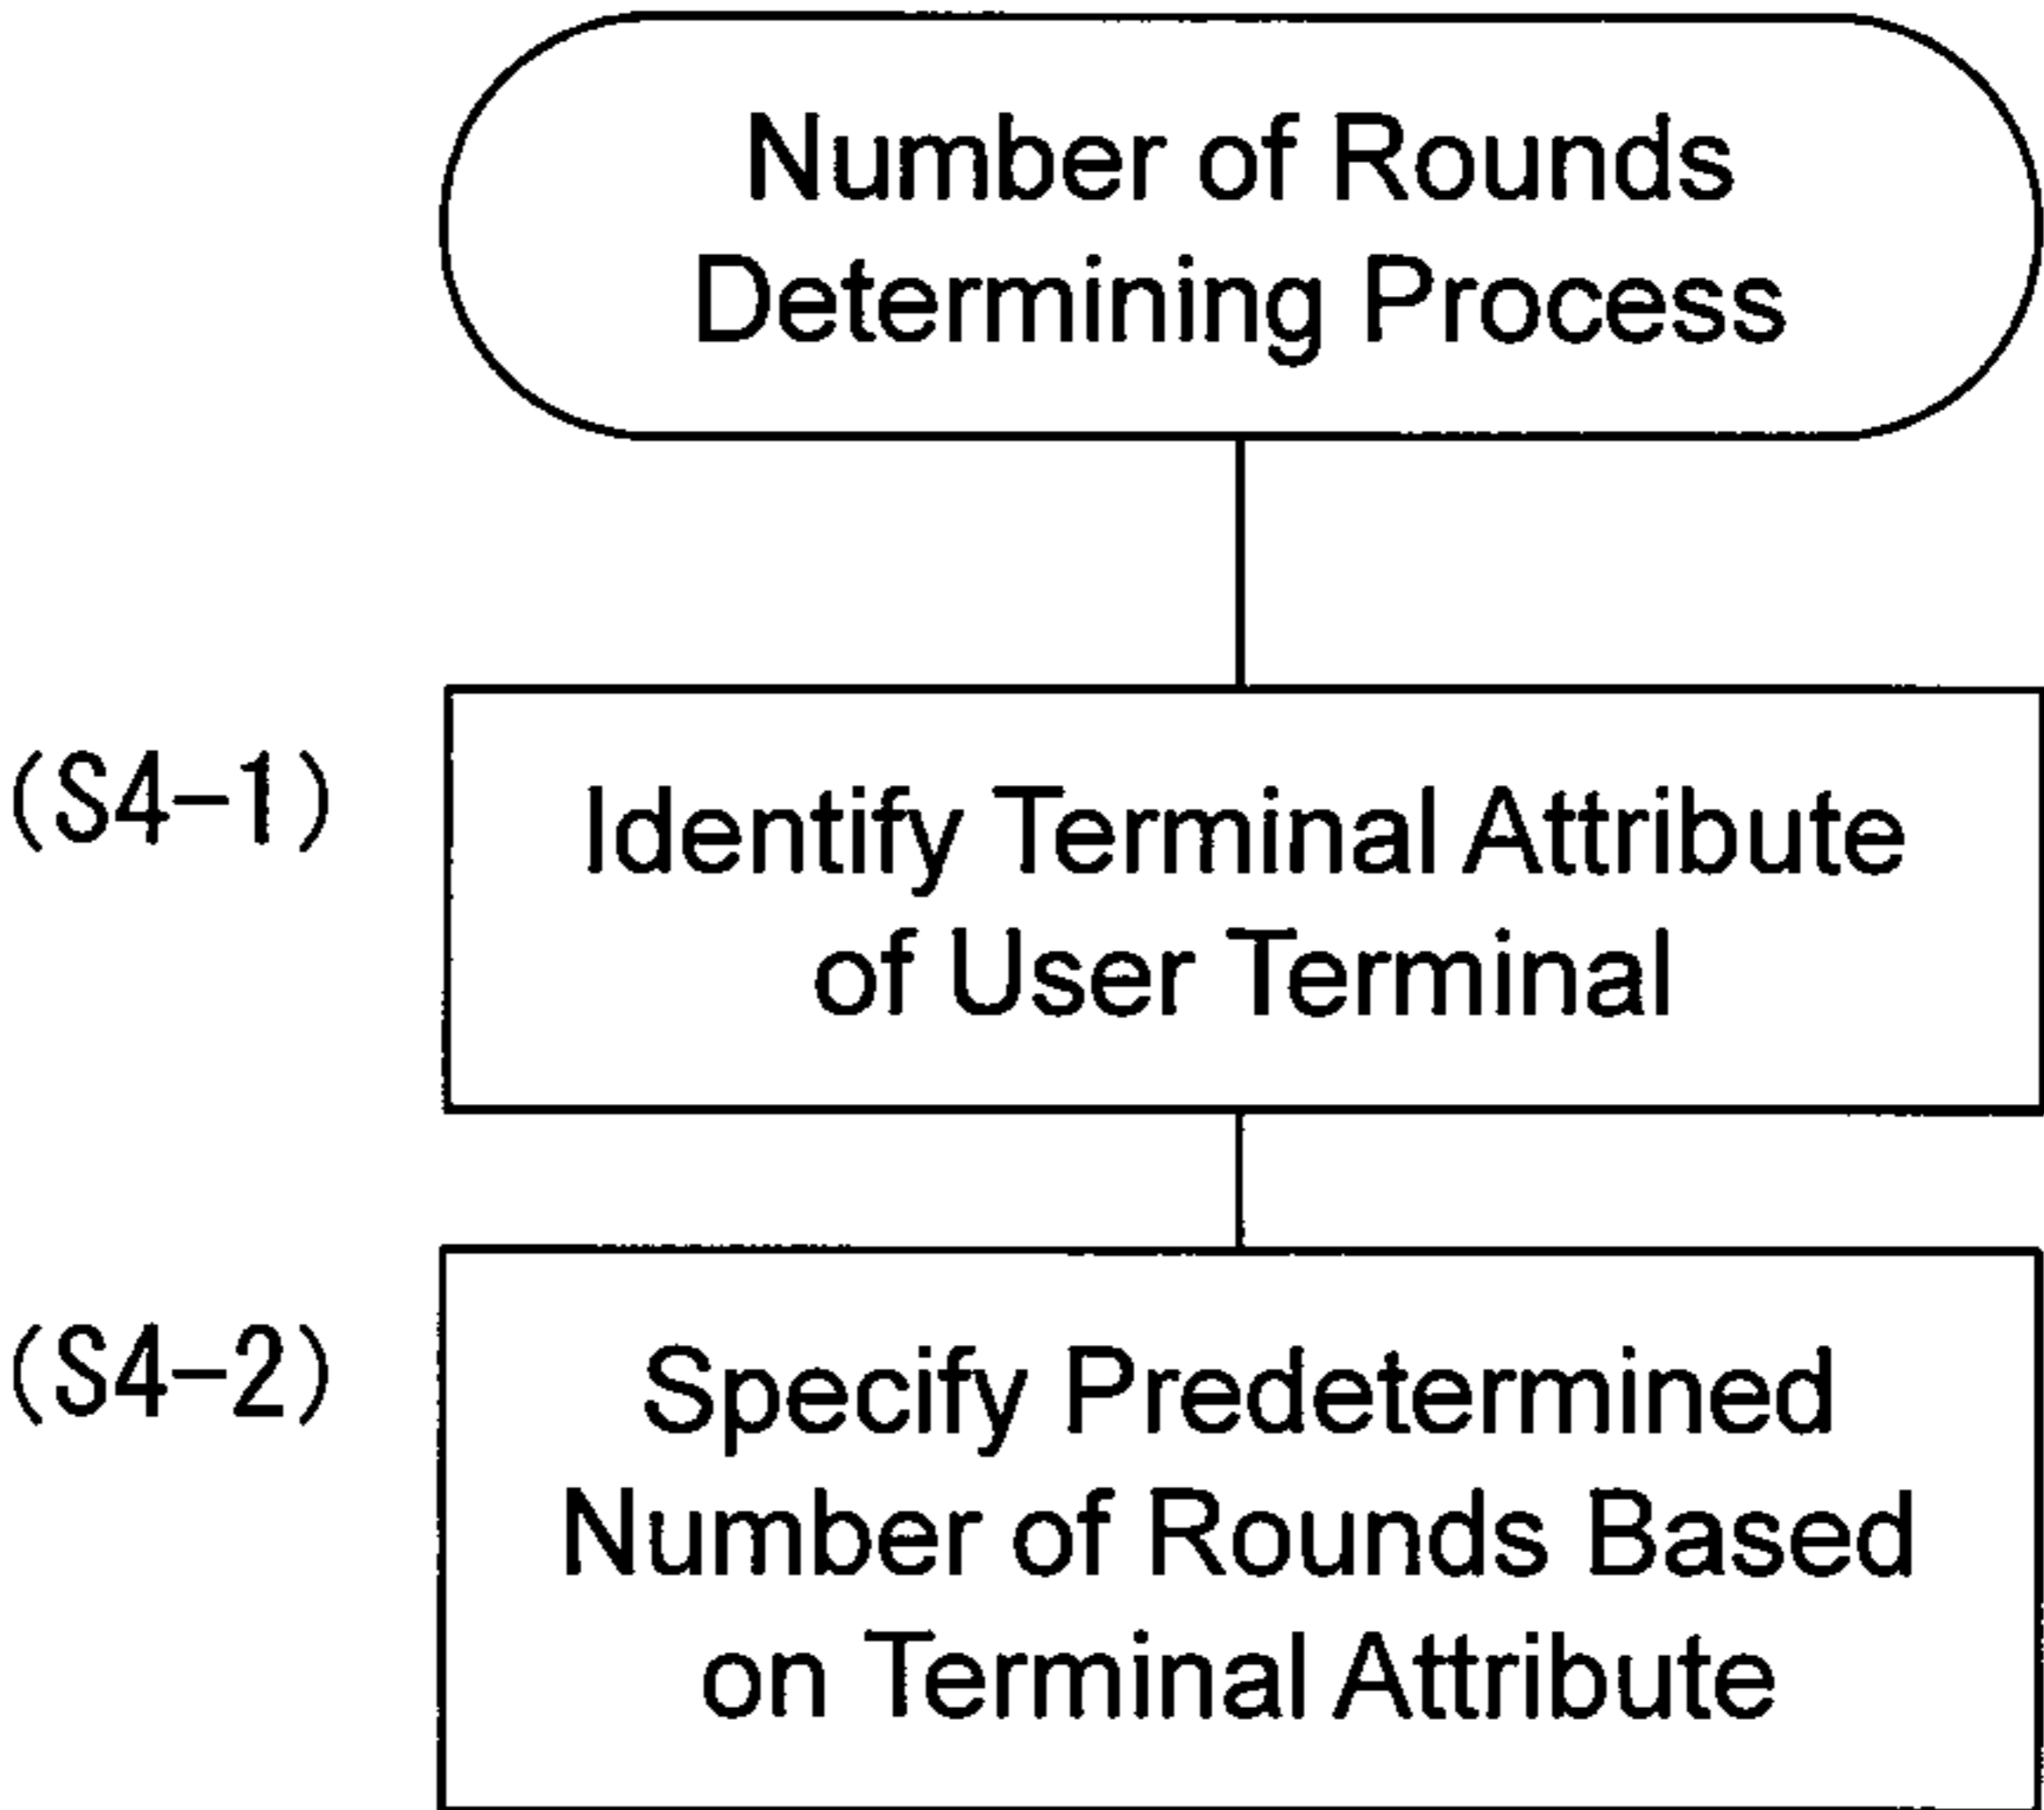 Number of Rounds
Determining Process
(S4-1)
Identify Terminal Attribute
of User Terminal
(S4-2)
Specify Predetermined
Number of Rounds Based
on Terminal Attribute